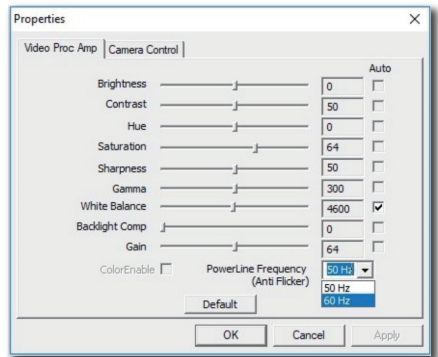 Properties
Video Proc Amp Camera Control
Auto
Brightness 0
Contrast 50
Hue 0
Saturation 64
Sharpness 50
Gamma 300
White Balance 4600
Backlight Comp 0
Gain 64
ColorEnable PowerLine Frequency 50 Hz
(Anti Flicker)
50 Hz
60 Hz
Default
OK Cancel Apply